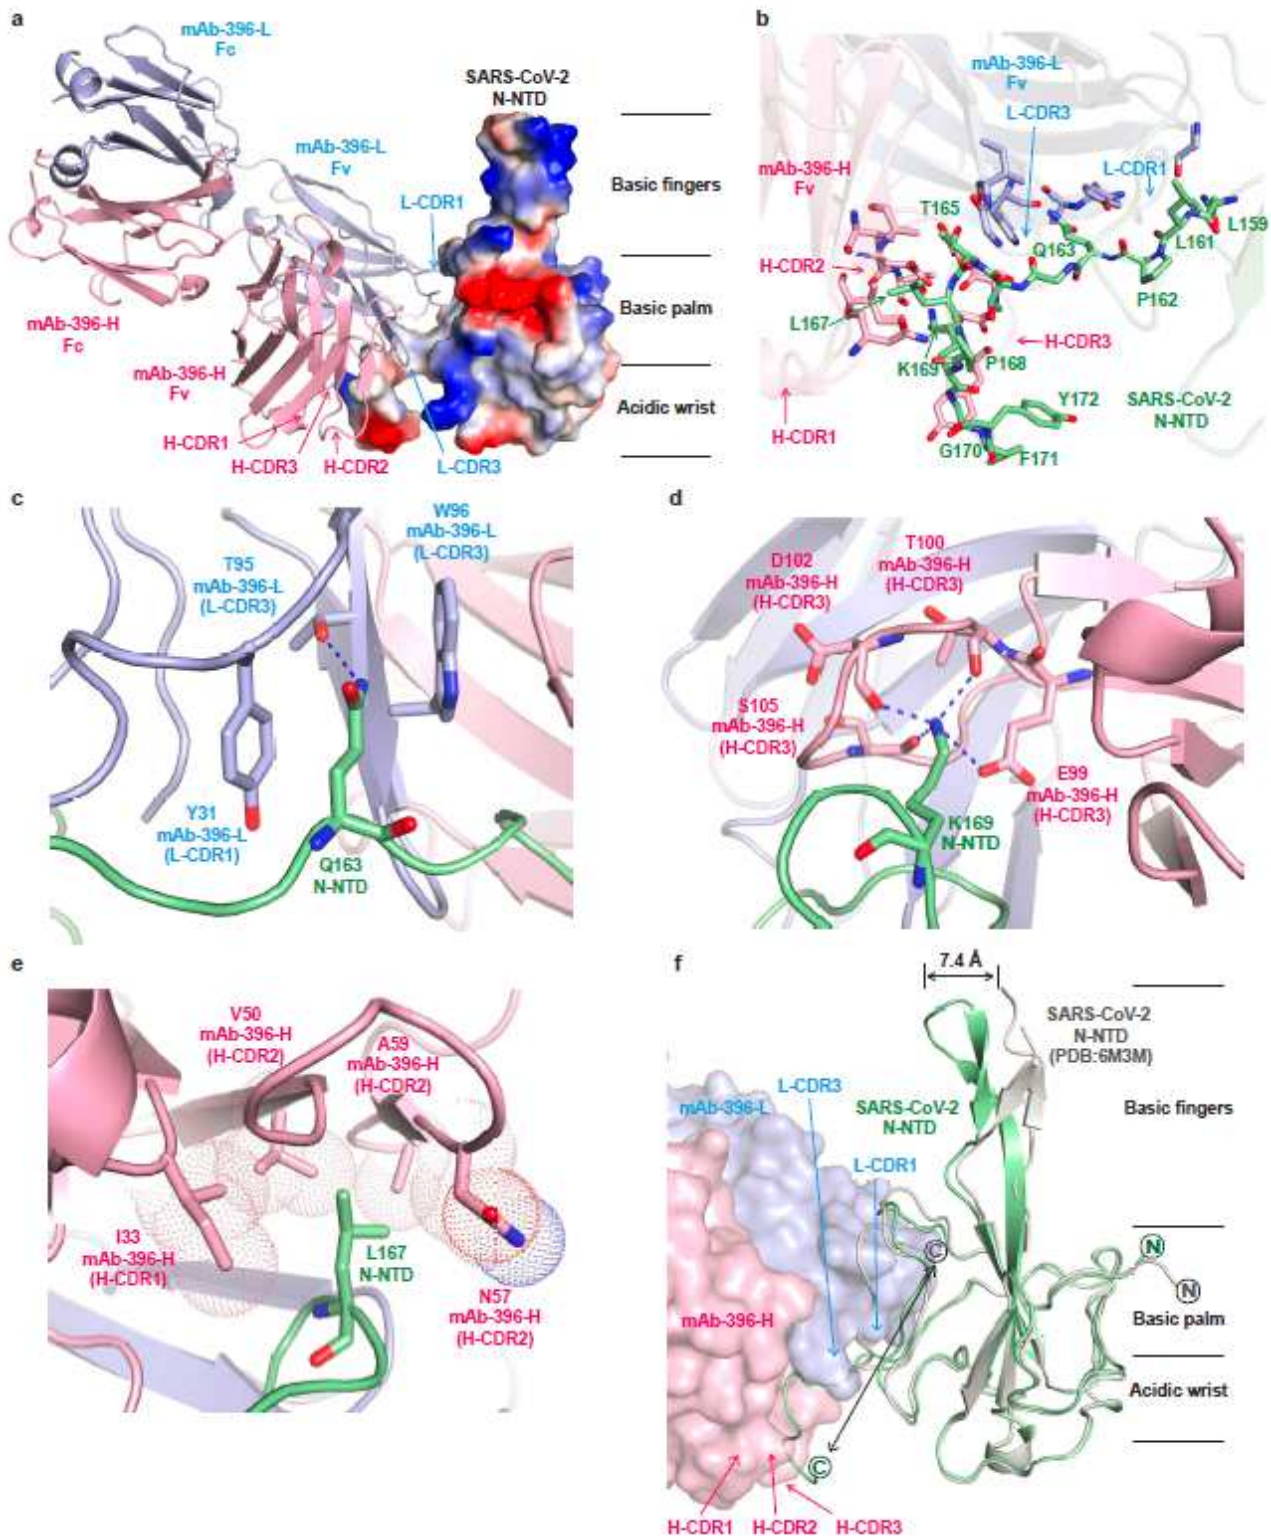 a
mAb-396-L
Fc
SARS-CoV-2
N-NTD
mAb-396-L
Fv
L-CDR1
Basic fingers
Basic palm
Acidic wrist
mAb-396-H
Fc
mAb-396-H
Fv
H-CDR1
H-CDR3
H-CDR2
L-CDR3
b
mAb-396-L
Fv
L-CDR3
L-CDR1
mAb-396-H
Fv
T165
Q163
L161
L159
H-CDR2
P162
L167
H-CDR3
K169
P168
Y172
SARS-CoV-2
N-NTD
H-CDR1
G170
F171
c
W96
mAb-396-L
(L-CDR3)
T95
mAb-396-L
(L-CDR3)
Y31
mAb-396-L
(L-CDR1)
Q163
N-NTD
d
T100
mAb-396-H
(H-CDR3)
D102
mAb-396-H
(H-CDR3)
S105
mAb-396-H
(H-CDR3)
E99
mAb-396-H
(H-CDR3)
K169
N-NTD
e
V50
mAb-396-H
(H-CDR2)
A59
mAb-396-H
(H-CDR2)
I33
mAb-396-H
(H-CDR1)
L167
N-NTD
N57
mAb-396-H
(H-CDR2)
f
7.4 Å
SARS-CoV-2
N-NTD
(PDB:6M3M)
L-CDR3
mAb-396-L
SARS-CoV-2
N-NTD
Basic fingers
L-CDR1
C
N
N
mAb-396-H
Basic palm
Acidic wrist
C
H-CDR1
H-CDR2
H-CDR3